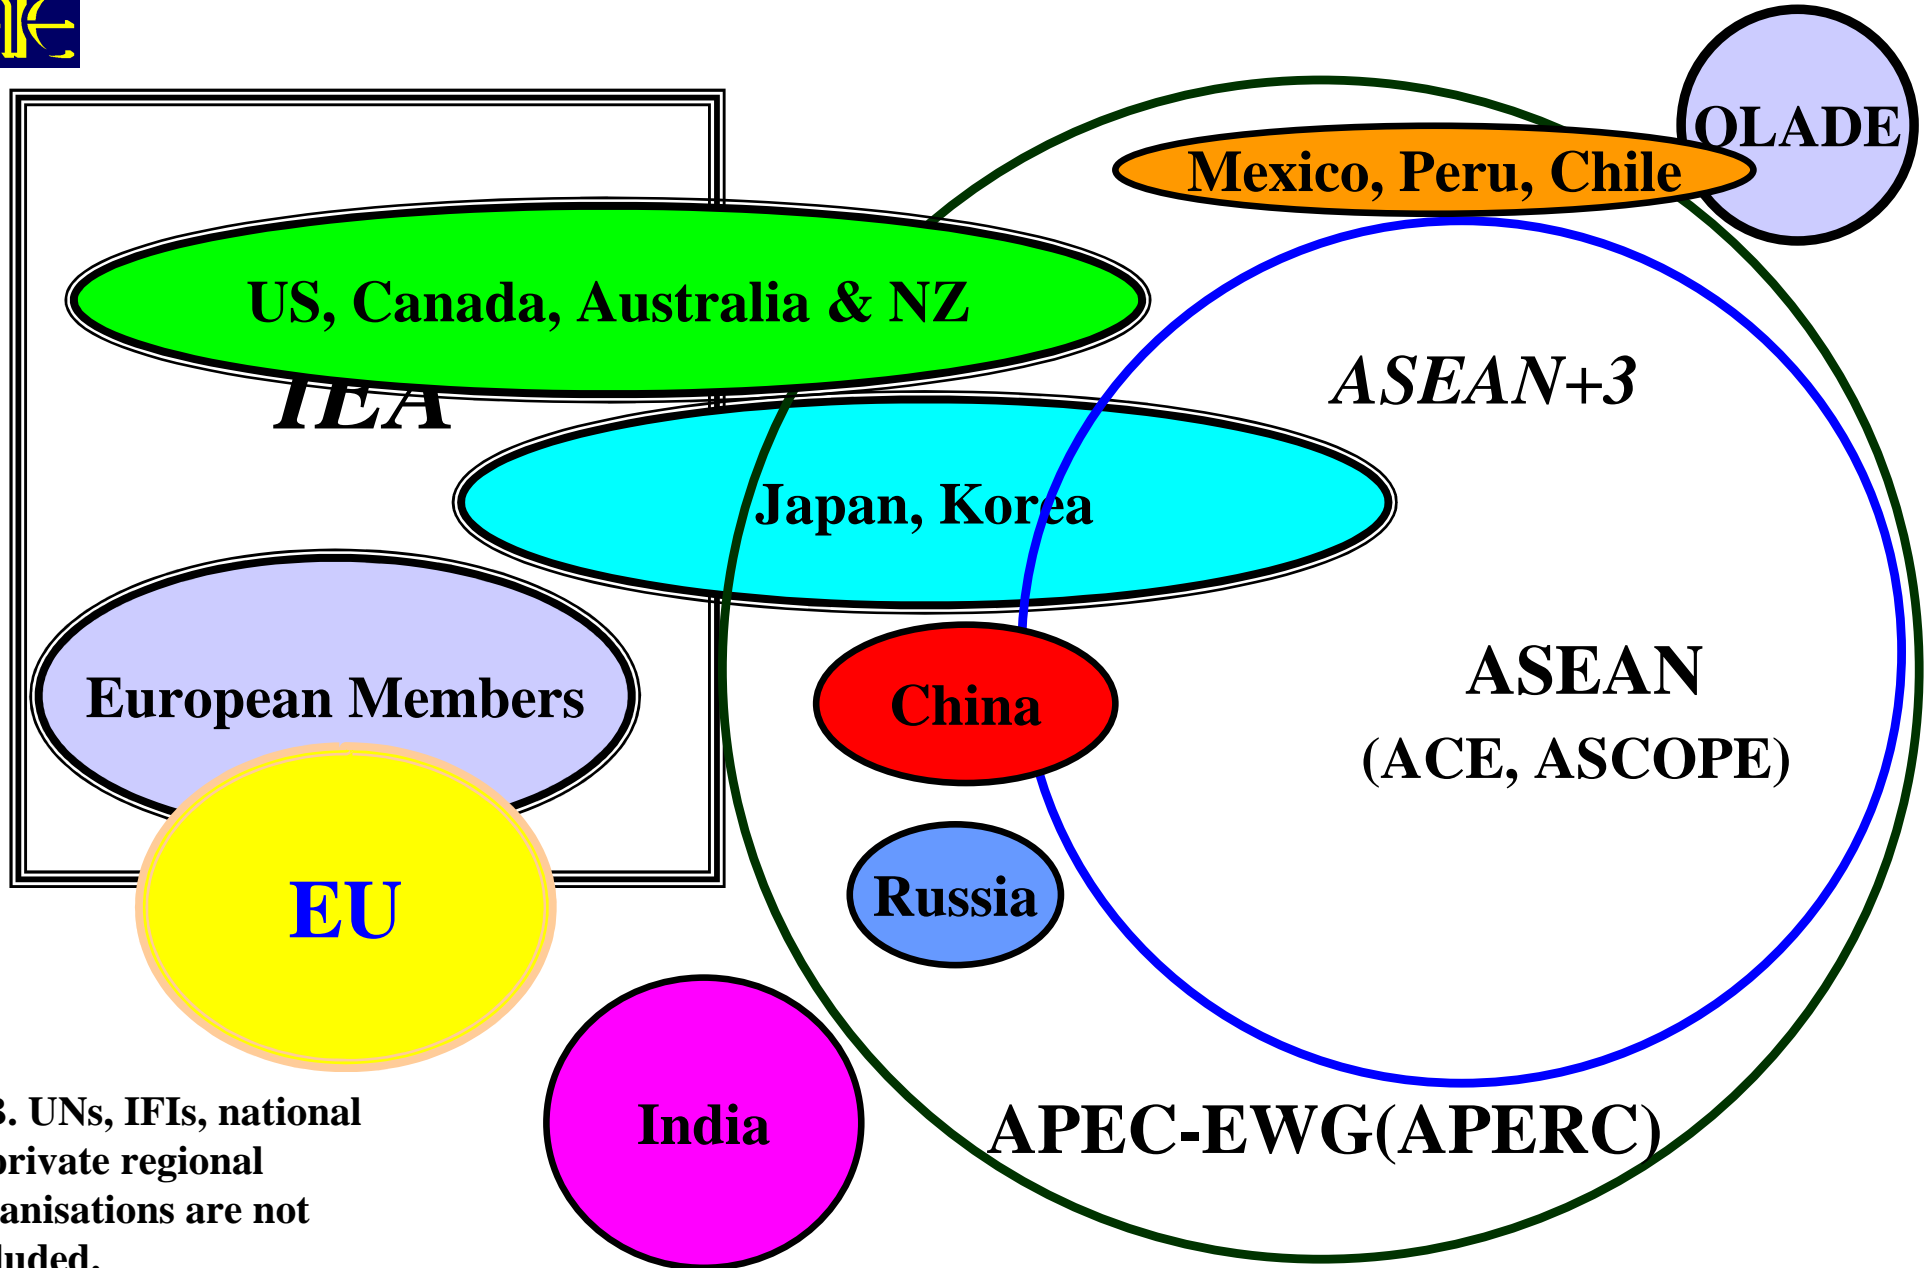 OLADE
Mexico, Peru, Chile
US, Canada, Australia & NZ
IEA
ASEAN+3
Japan, Korea
European Members
China
ASEAN
(ACE, ASCOPE)
Russia
EU
India
APEC-EWG(APERC)
UNs, IFIs, national
private regional
are not